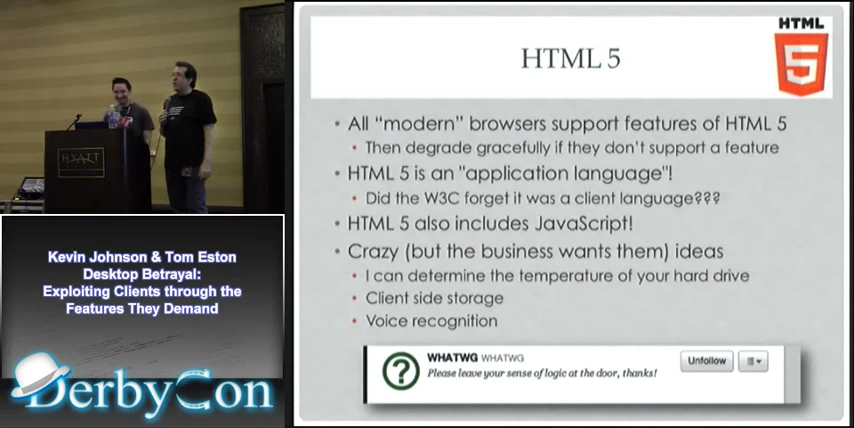 HYATT
Kevin Johnson & Tom Eston
Desktop Betrayal:
Exploiting Clients through the
Features They Demand
DerbyCon
HTML 5
HTML
5
• All “modern” browsers support features of HTML 5
• Then degrade gracefully if they don’t support a feature
• HTML 5 is an "application language"!
• Did the W3C forget it was a client language???
• HTML 5 also includes JavaScript!
• Crazy (but the business wants them) ideas
• I can determine the temperature of your hard drive
• Client side storage
• Voice recognition
?
WHATWG WHATWG
Please leave your sense of logic at the door, thanks!
Unfollow